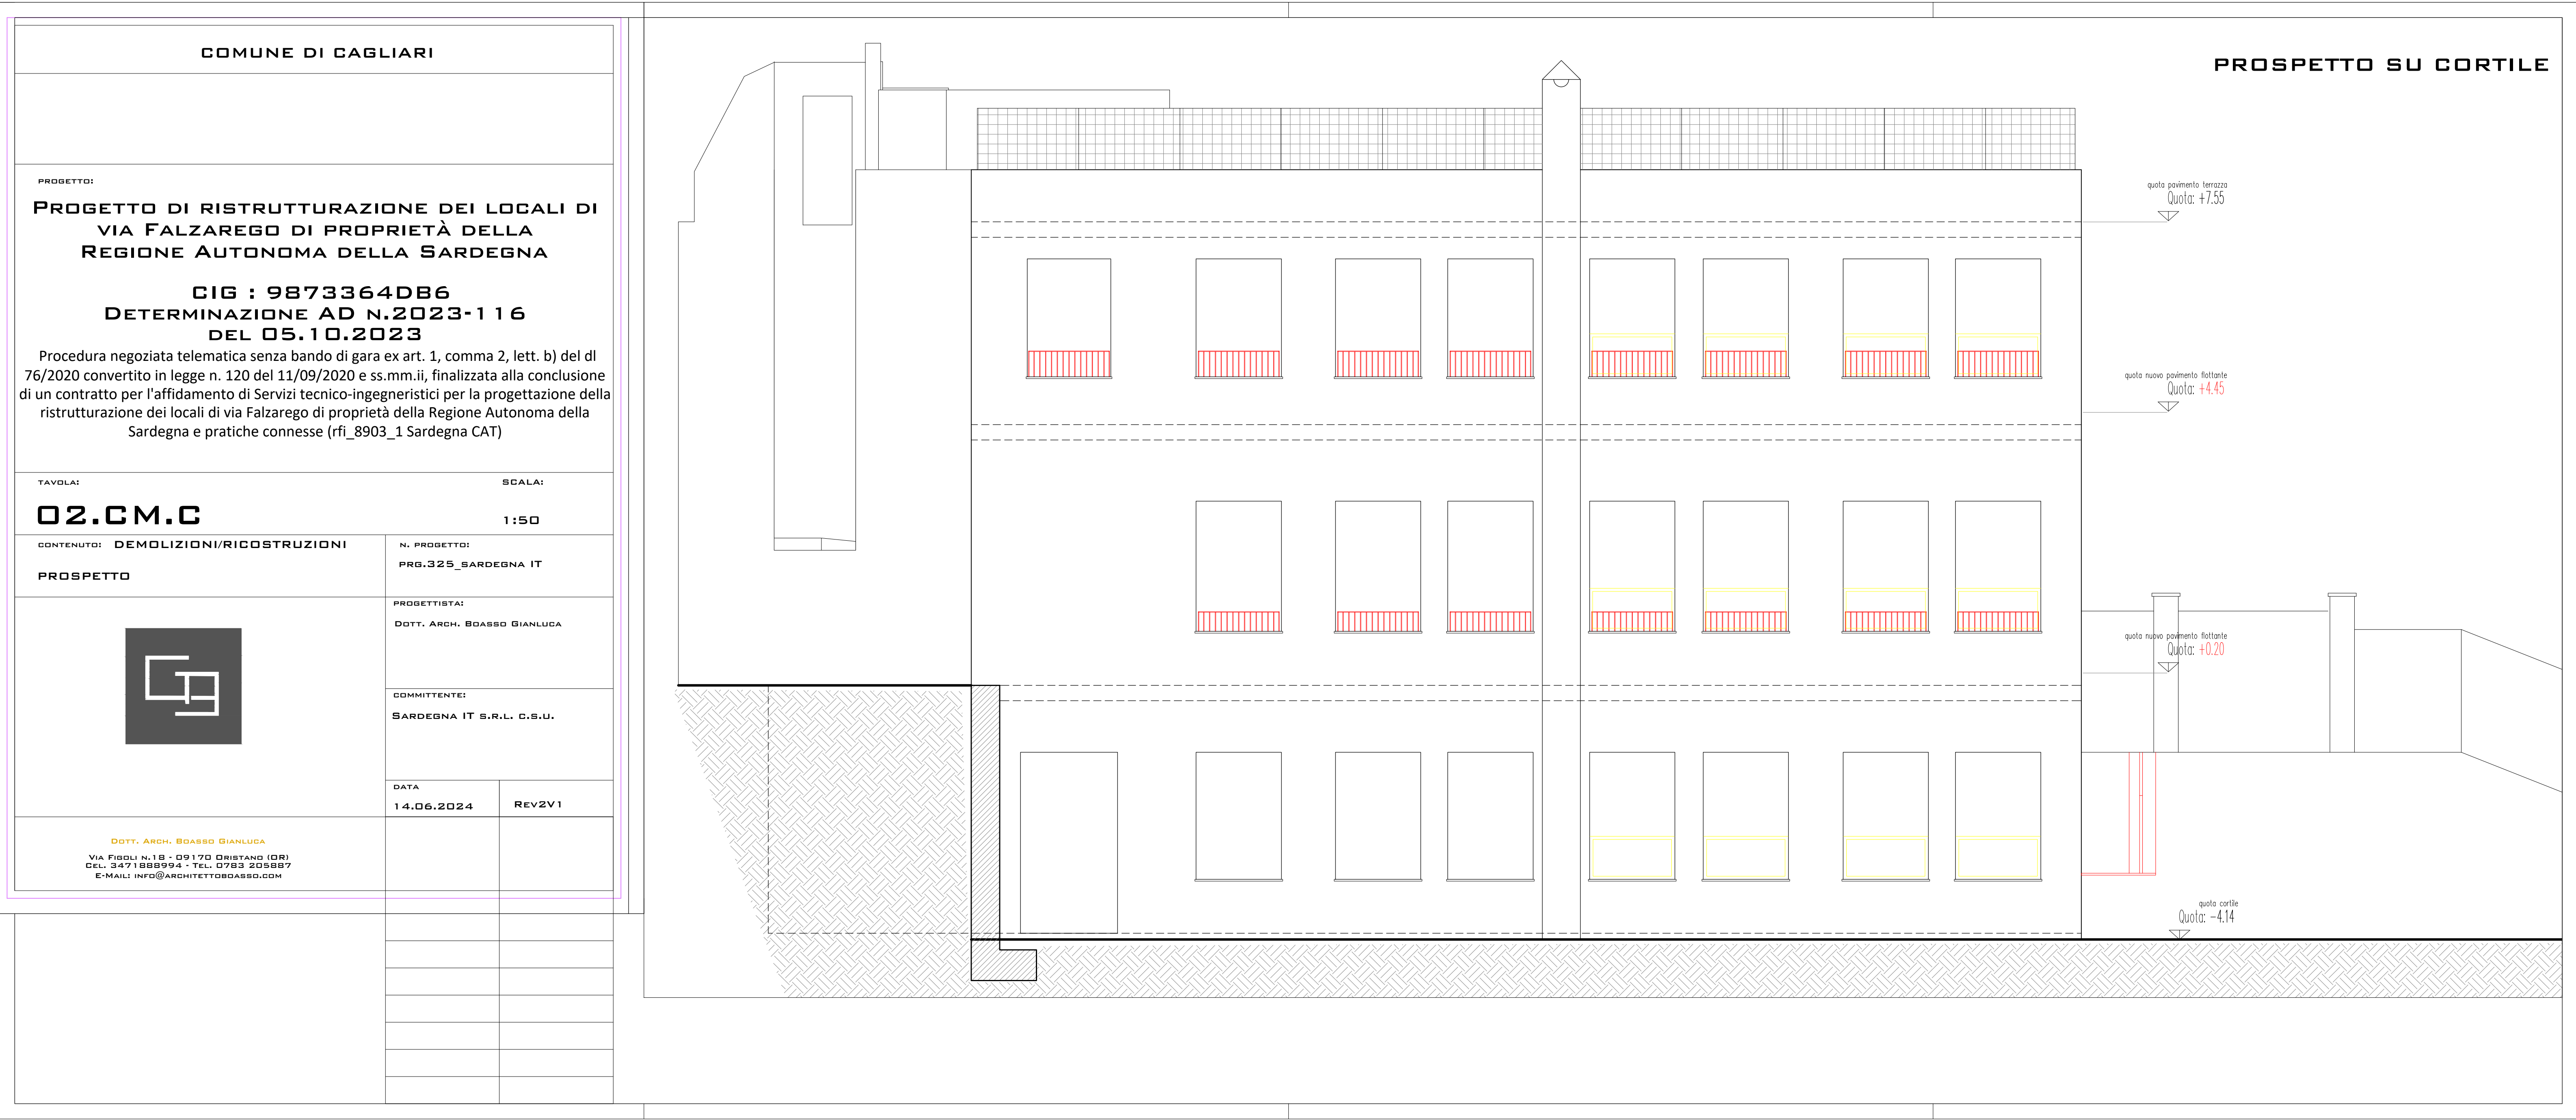 COMUNE DI CAGLIARI
PROGETTO:
PROGETTO DI RISTRUTTURAZIONE DEI LOCALI DI
VIA FALZAREGO DI PROPRIETÀ DELLA
REGIONE AUTONOMA DELLA SARDEGNA
CIG : 9873364DB6
DETERMINAZIONE AD N.2023-116
DEL 05.10.2023
Procedura negoziata telematica senza bando di gara ex art. 1, comma 2, lett. b) del dl
76/2020 convertito in legge n. 120 del 11/09/2020 e ss.mm.ii, finalizzata alla conclusione
di un contratto per l'affidamento di Servizi tecnico-ingegneristici per la progettazione della
ristrutturazione dei locali di via Falzarego di proprietà della Regione Autonoma della
Sardegna e pratiche connesse (rfi_8903_1 Sardegna CAT)
TAVOLA:
SCALA:
02.CM.C
1:50
CONTENUTO: DEMOLIZIONI/RICOSTRUZIONI
PROSPETTO
N. PROGETTO:
PRG.325_SARDEGNA IT
PROGETTISTA:
DOTT. ARCH. BOASSO GIANLUCA
COMMITTENTE:
SARDEGNA IT S.R.L. C.S.U.
DATA
14.06.2024
REV2V1
DOTT. ARCH. BOASSO GIANLUCA
VIA FIGOLI N.18 - 09170 ORISTANO (OR)
CEL. 3471888994 - TEL. 0783 205887
E-MAIL: INFO@ARCHITETTOBOASSO.COM
PROSPETTO SU CORTILE
quota pavimento terrazza
Quota: +7.55
quota nuovo pavimento flottante
Quota: +4.45
quota nuovo pavimento flottante
Quota: +0.20
quota cortile
Quota: -4.14